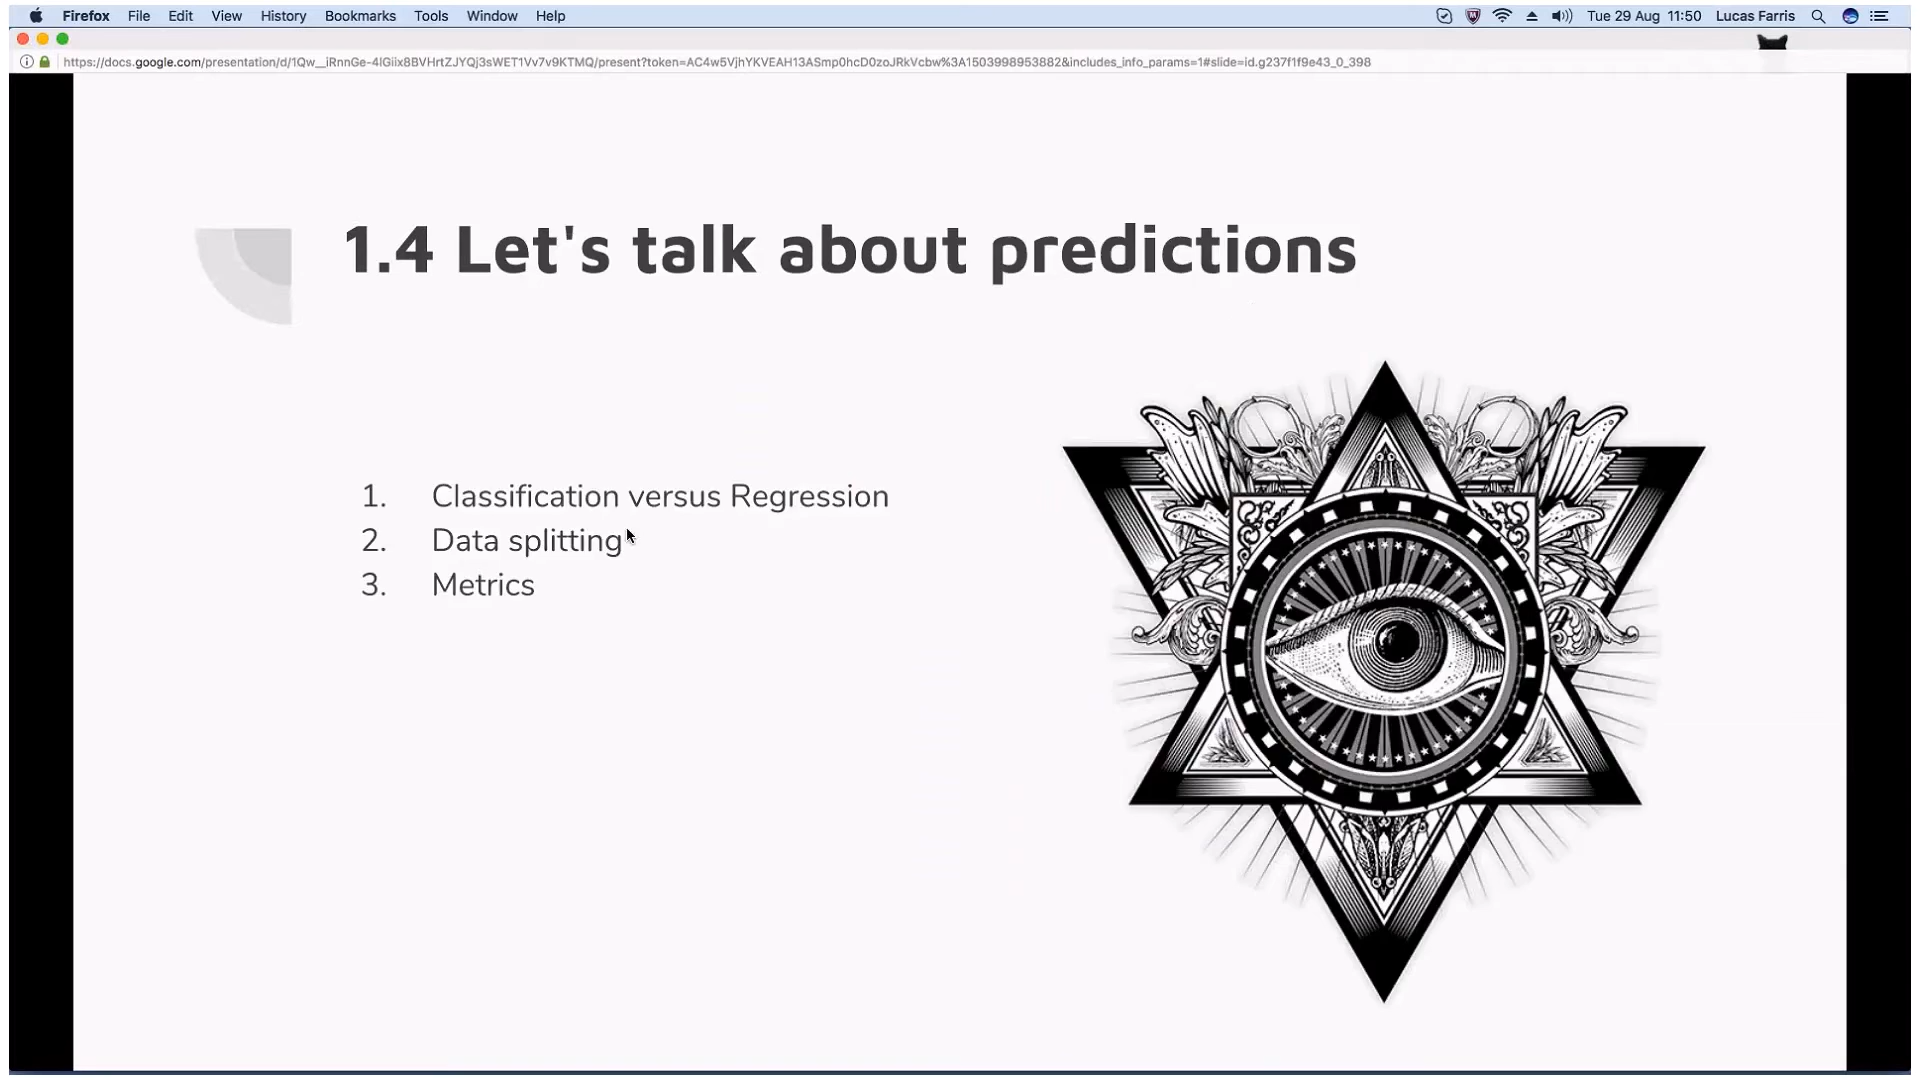 Firefox File Edit View History Bookmarks Tools Window Help Tue 29 Aug 11:50 Lucas Farris
https://docs.google.com/presentation/d/1Qw__iRnnGe-4lGiix8BVHrtZJYQj3sWET1Vv7v9KTMQ/present?token=AC4w5VjhYKVEAH13ASmp0hcD0zoJRkVcbw%3A1503998953882&includes_info_params=1#slide=id.g237f1f9e43_0_398
1.4 Let's talk about predictions
1. Classification versus Regression
2. Data splitting
3. Metrics